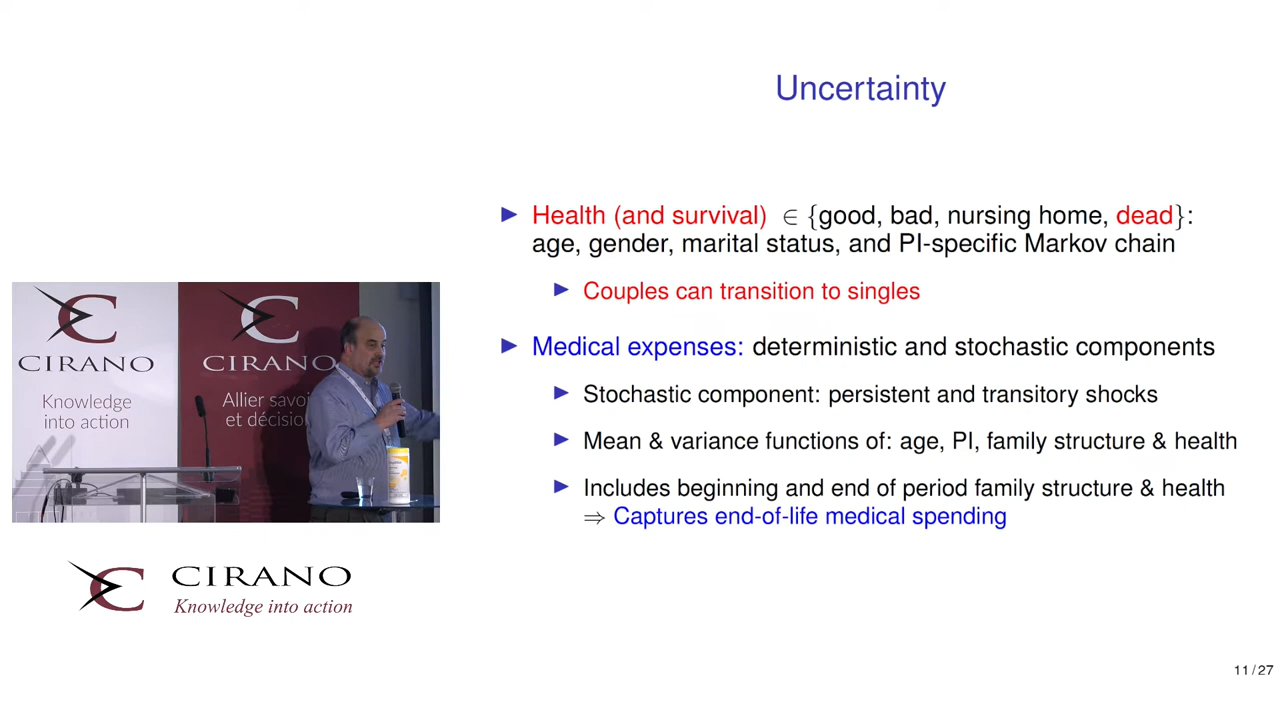 Uncertainty
▶ Health (and survival) ∈ {good, bad, nursing home, dead}:
age, gender, marital status, and PI-specific Markov chain
▶ Couples can transition to singles
▶ Medical expenses: deterministic and stochastic components
▶ Stochastic component: persistent and transitory shocks
▶ Mean & variance functions of: age, PI, family structure & health
▶ Includes beginning and end of period family structure & health
⇒ Captures end-of-life medical spending
CIRANO
Knowledge
into action
CIRANO
Allier savoi
et décision
CIRANO
Knowledge into action
11 / 27